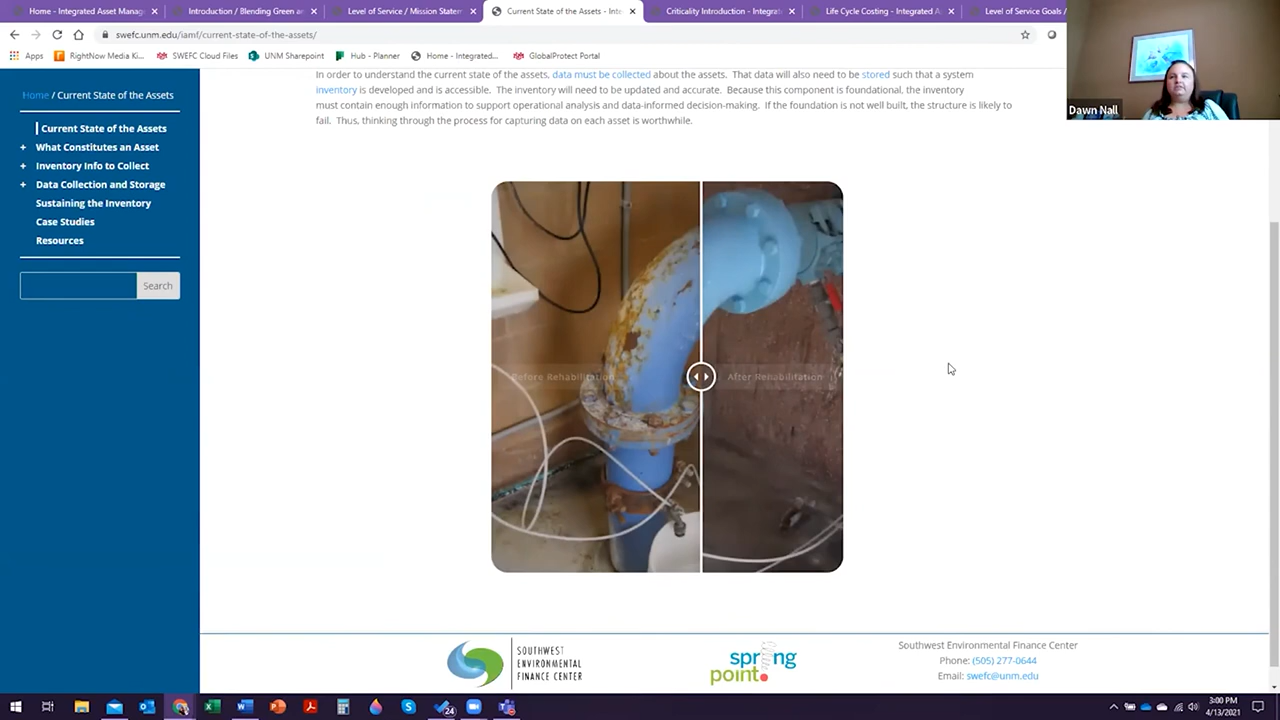 Home - Integrated Asset Manag
Introduction / Blending Green an
Level of Service / Mission Statem
Current State of the Assets - Inte
Criticality Introduction - Integrat
Life Cycle Costing - Integrated A
Level of Service Goals /
swefc.unm.edu/iamf/current-state-of-the-assets/
Apps
RightNow Media Ki...
SWEFC Cloud Files
UNM Sharepoint
Hub - Planner
Home - Integrated...
GlobalProtect Portal
Dawn Nall
Home / Current State of the Assets
Current State of the Assets
+ What Constitutes an Asset
+ Inventory Info to Collect
+ Data Collection and Storage
Sustaining the Inventory
Case Studies
Resources
Search
In order to understand the current state of the assets, data must be collected about the assets. That data will also need to be stored such that a system
inventory is developed and is accessible. The inventory will need to be updated and accurate. Because this component is foundational, the inventory
must contain enough information to support operational analysis and data-informed decision-making. If the foundation is not well built, the structure is likely to
fail. Thus, thinking through the process for capturing data on each asset is worthwhile.
Before Rehabilitation
After Rehabilitation
SOUTHWEST
ENVIRONMENTAL
FINANCE CENTER
spring
point
Southwest Environmental Finance Center
Phone: (505) 277-0644
Email: swefc@unm.edu
24
3:00 PM
4/13/2021